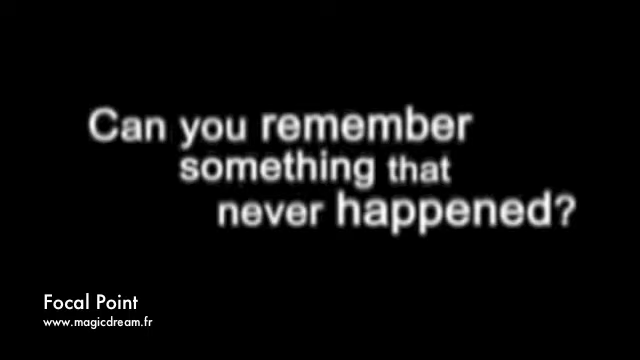 Can you remember
something that
never happened?
Focal Point
www.magicdream.fr